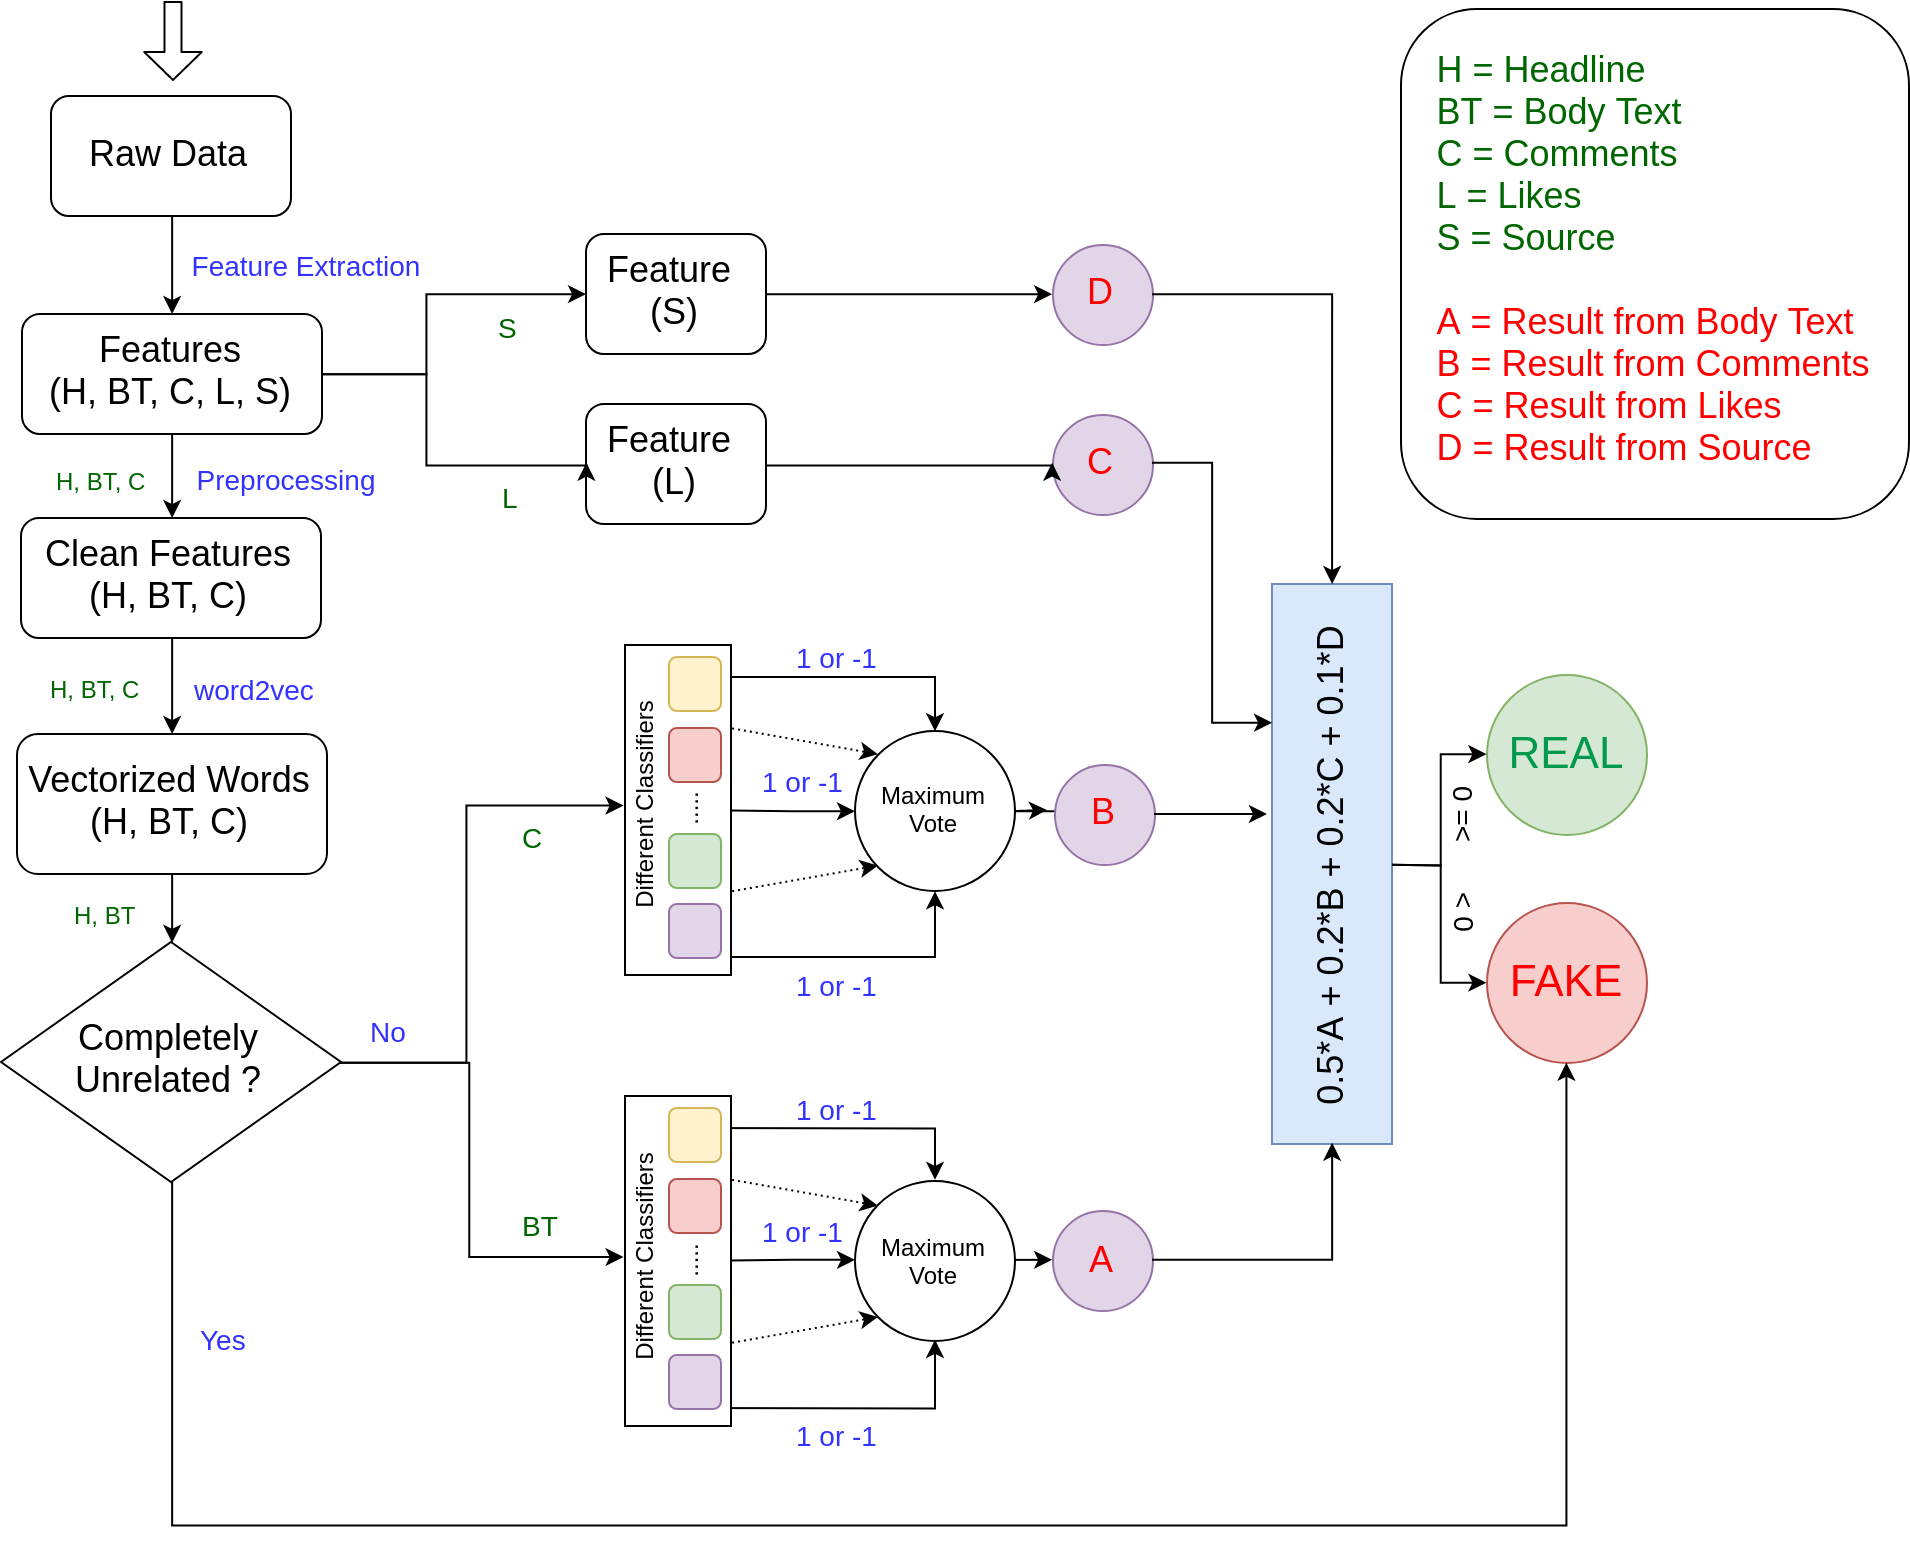 Raw Data
Feature Extraction
Features
(H, BT, C, L, S)
H, BT, C
Preprocessing
Clean Features
(H, BT, C)
H, BT, C
word2vec
Vectorized Words
(H, BT, C)
H, BT
Completely
Unrelated ?
No
Yes
S
Feature
(S)
D
L
Feature
(L)
C
C
Different Classifiers
.....
1 or -1
1 or -1
1 or -1
Maximum
Vote
B
BT
Different Classifiers
.....
1 or -1
1 or -1
1 or -1
Maximum
Vote
A
0.5*A + 0.2*B + 0.2*C + 0.1*D
>= 0
0 >
REAL
FAKE
H = Headline
BT = Body Text
C = Comments
L = Likes
S = Source
A = Result from Body Text
B = Result from Comments
C = Result from Likes
D = Result from Source